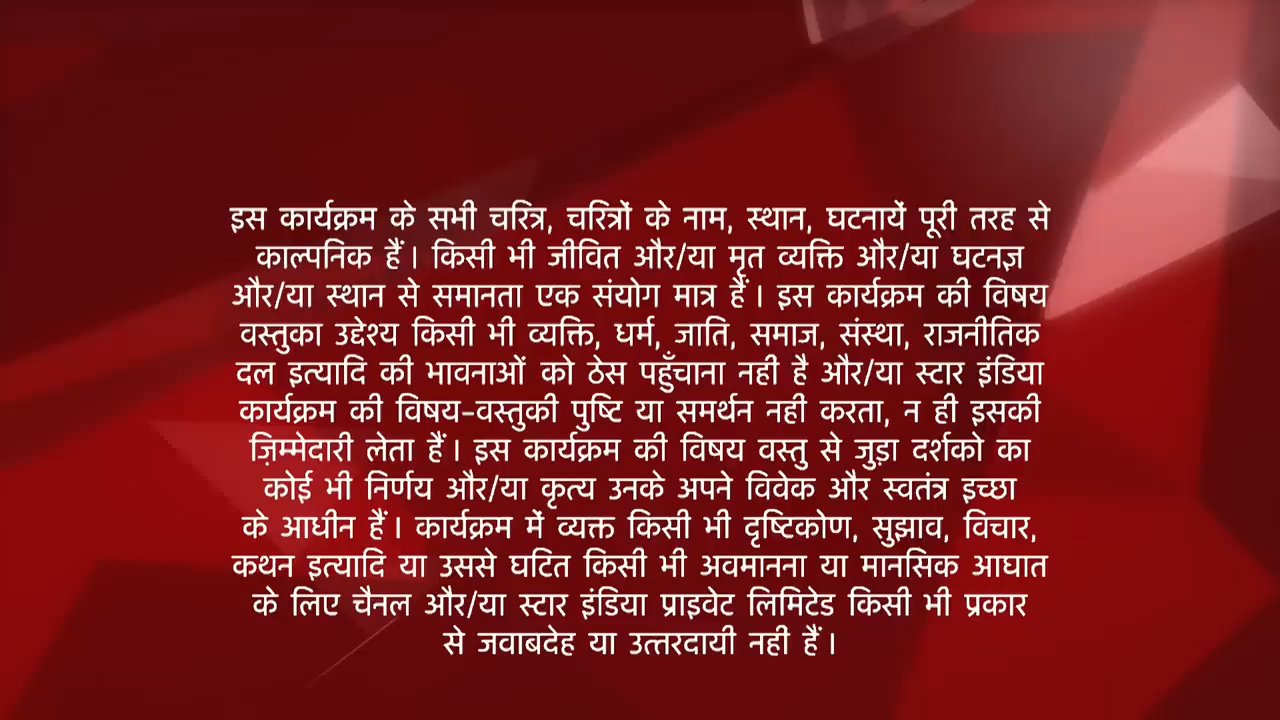 इस कार्यक्रम के सभी चरित्र, चरित्रों के नाम, स्थान, घटनायें पूरी तरह से
काल्पनिक हैं। किसी भी जीवित और/या मृत व्यक्ति और/या घटनज्ञ
और/या स्थान से समानता एक संयोग मात्र हैं। इस कार्यक्रम की विषय
वस्तुका उद्देश्य किसी भी व्यक्ति, धर्म, जाति, समाज, संस्था, राजनीतिक
दल इत्यादि की भावनाओं को ठेस पहुँचाना नही है और/या स्टार इंडिया
कार्यक्रम की विषय-वस्तुकी पुष्टि या समर्थन नही करता, न ही इसकी
ज़िम्मेदारी लेता हैं। इस कार्यक्रम की विषय वस्तु से जुड़ा दर्शको का
कोई भी निर्णय और/या कृत्य उनके अपने विवेक और स्वतंत्र इच्छा
के आधीन हैं। कार्यक्रम में व्यक्त किसी भी दृष्टिकोण, सुझाव, विचार,
कथन इत्यादि या उससे घटित किसी भी अवमानना या मानसिक आघात
के लिए चैनल और/या स्टार इंडिया प्राइवेट लिमिटेड किसी भी प्रकार
से जवाबदेह या उत्तरदायी नही हैं।